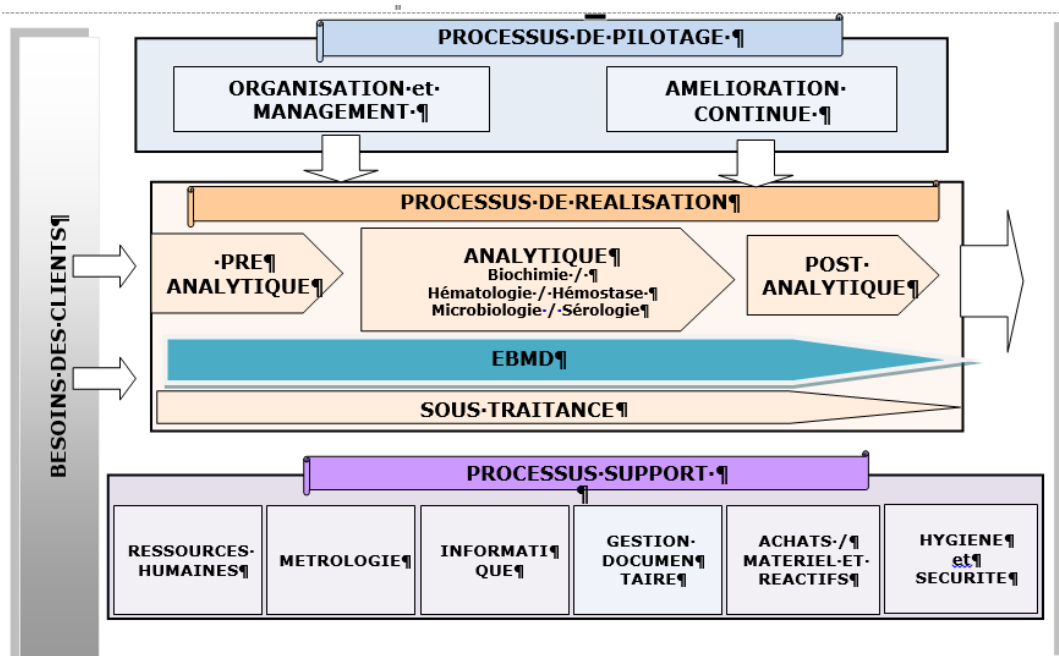 PROCESSUS·DE·PILOTAGE·¶
ORGANISATION·et·
MANAGEMENT·¶
AMELIORATION·
CONTINUE·¶
BESOINS·DES·CLIENTS¶
PROCESSUS·DE·REALISATION¶
·PRE¶
ANALYTIQUE¶
ANALYTIQUE¶
Biochimie·/·¶
Hématologie·/·Hémostase·¶
Microbiologie·/·Sérologie¶
POST·
ANALYTIQUE¶
EBMD¶
SOUS·TRAITANCE¶
PROCESSUS·SUPPORT·¶
¶
RESSOURCES·
HUMAINES¶
METROLOGIE¶
INFORMATI
QUE¶
GESTION·
DOCUMEN
TAIRE¶
ACHATS·/¶
MATERIEL·ET·
REACTIFS¶
HYGIENE
et¶
SECURITE¶